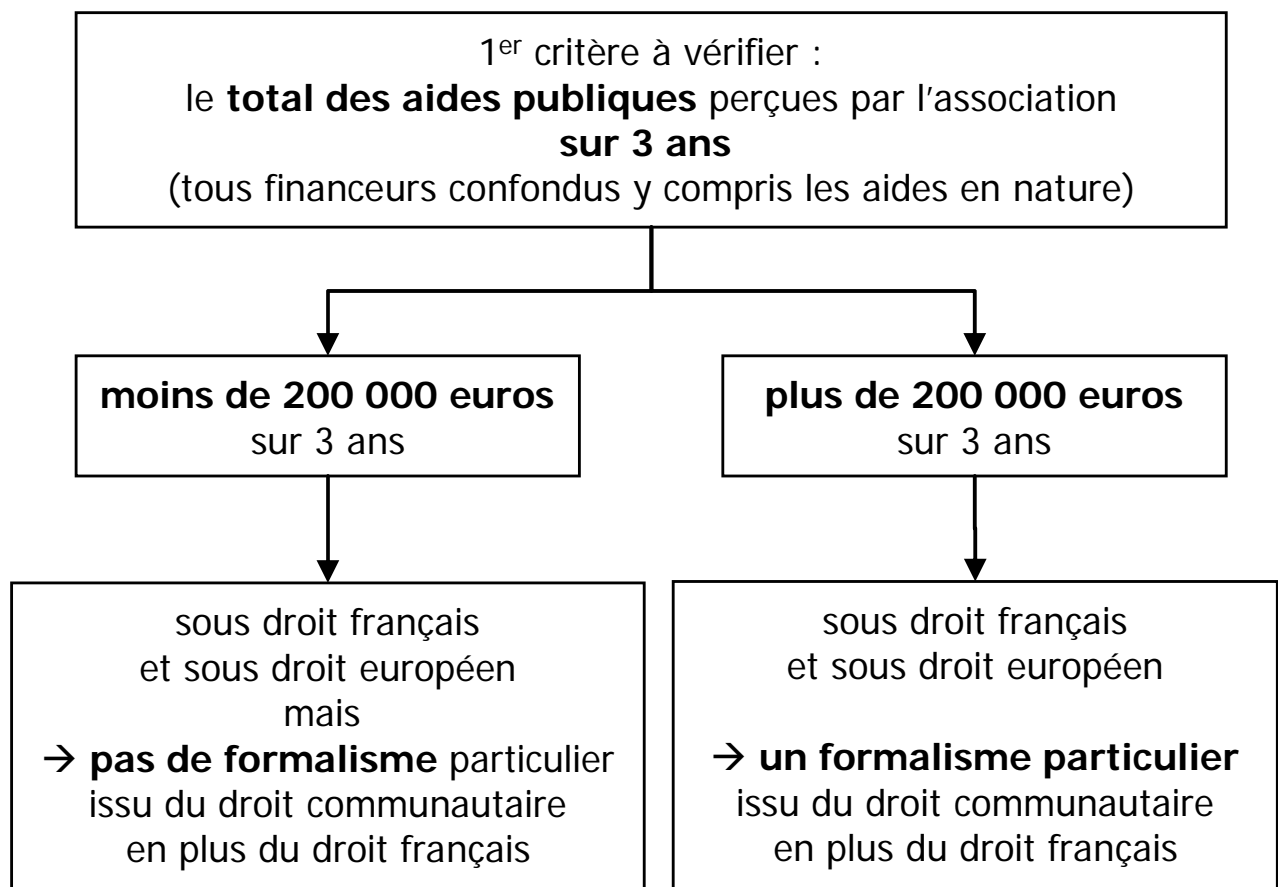 1er critère à vérifier :
le total des aides publiques perçues par l'association
sur 3 ans
(tous financeurs confondus y compris les aides en nature)
moins de 200 000 euros
sur 3 ans
plus de 200 000 euros
sur 3 ans
sous droit français
et sous droit européen
mais
→ pas de formalisme particulier
issu du droit communautaire
en plus du droit français
sous droit français
et sous droit européen
→ un formalisme particulier
issu du droit communautaire
en plus du droit français